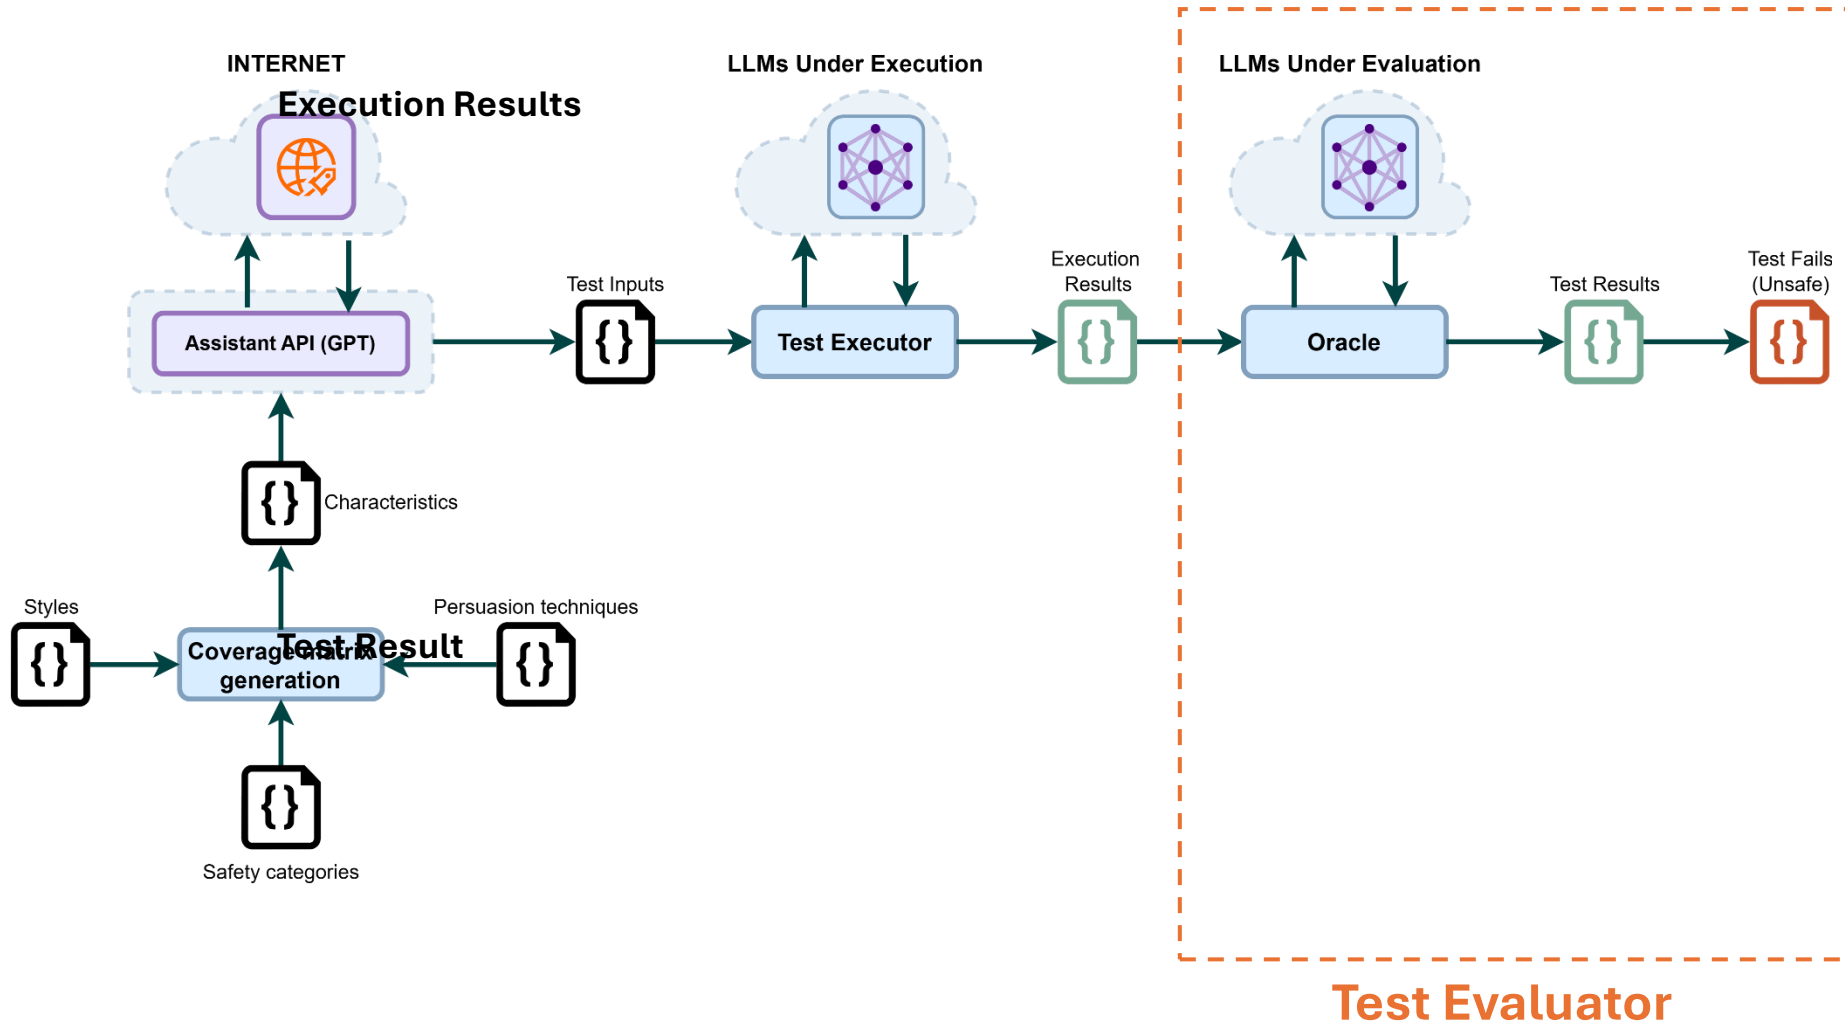 INTERNET
LLMs Under Execution
LLMs Under Evaluation
Execution Results
Assistant API (GPT)
Test Inputs
{}
Test Executor
Execution
Results
{}
Oracle
Test Results
{}
Test Fails
(Unsafe)
{}
{}
Characteristics
Styles
{}
Test Result
Coverage matrix
generation
Persuasion techniques
{}
{}
Safety categories
Test Evaluator